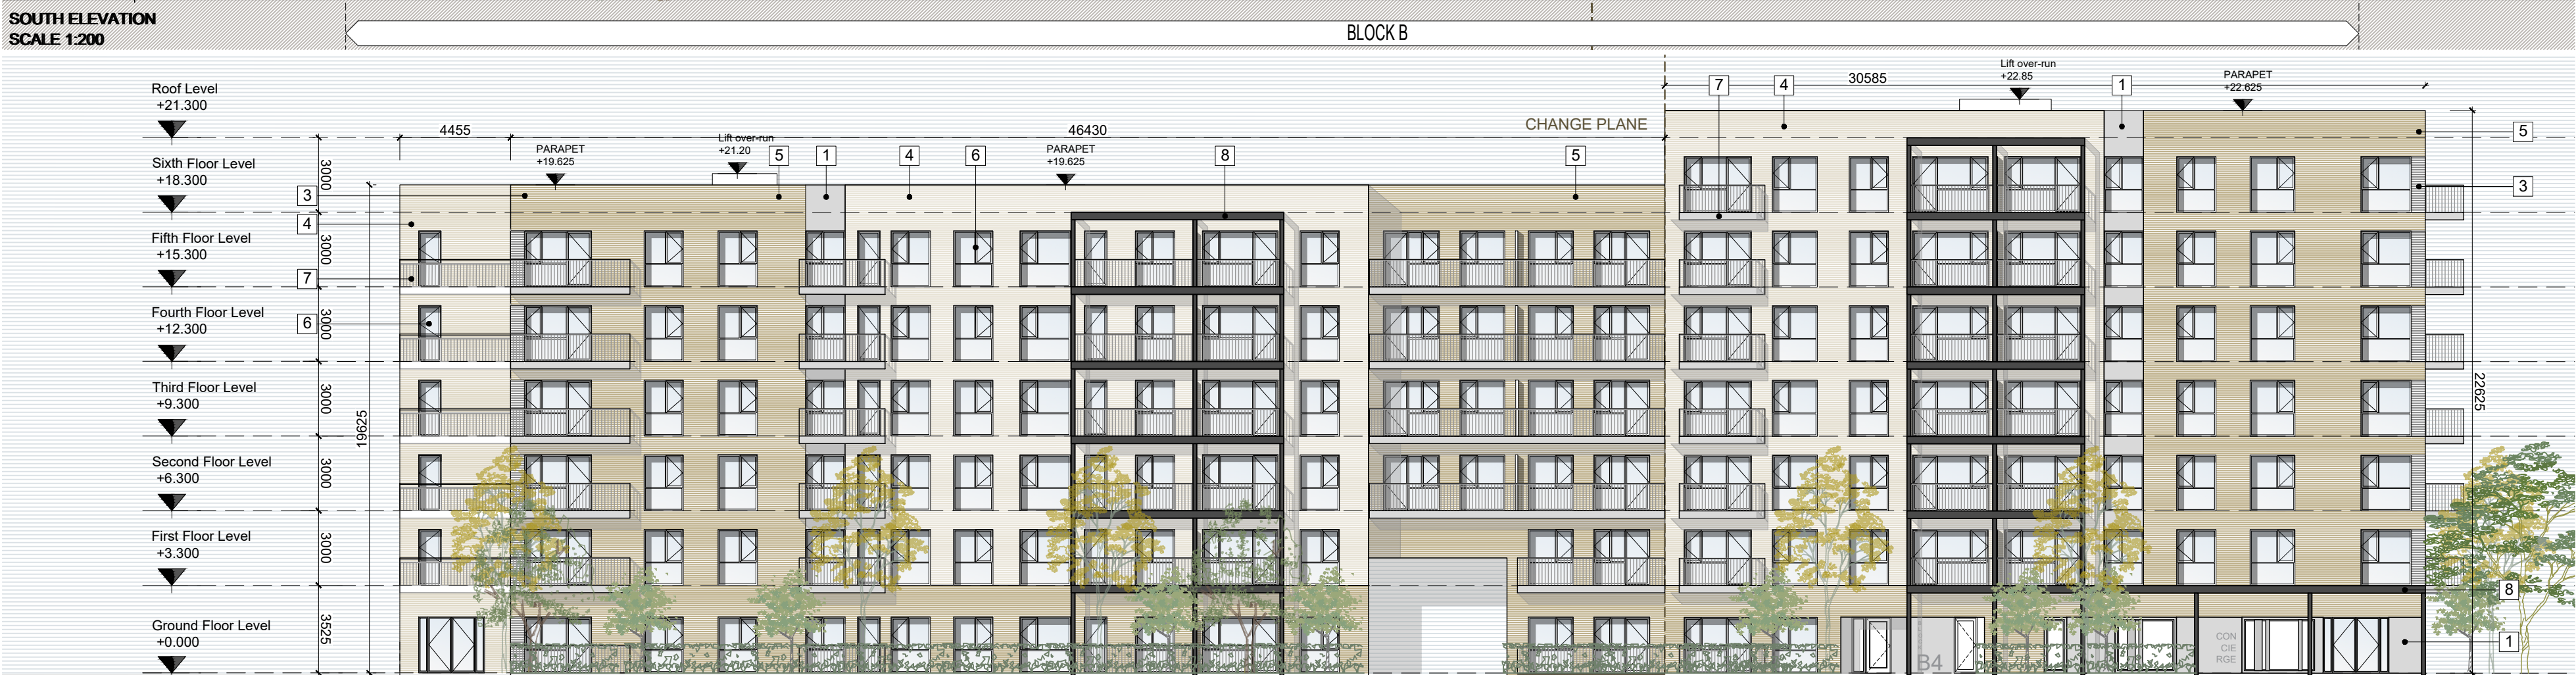 SOUTH ELEVATION
SCALE 1:200
BLOCK B
Roof Level
+21.300
Sixth Floor Level
+18.300
Fifth Floor Level
+15.300
Fourth Floor Level
+12.300
Third Floor Level
+9.300
Second Floor Level
+6.300
First Floor Level
+3.300
Ground Floor Level
+0.000
30000
30000
30000
30000
3000
3000
3525
19625
3
4
7
6
4455
46430
PARAPET
+19.625
Lift over-run
+21.20
5
1
4
6
PARAPET
+19.625
8
5
CHANGE PLANE
7
4
30585
Lift over-run
+22.85
1
PARAPET
+22.625
5
3
22625
8
1
B4
CON
CIE
RGE